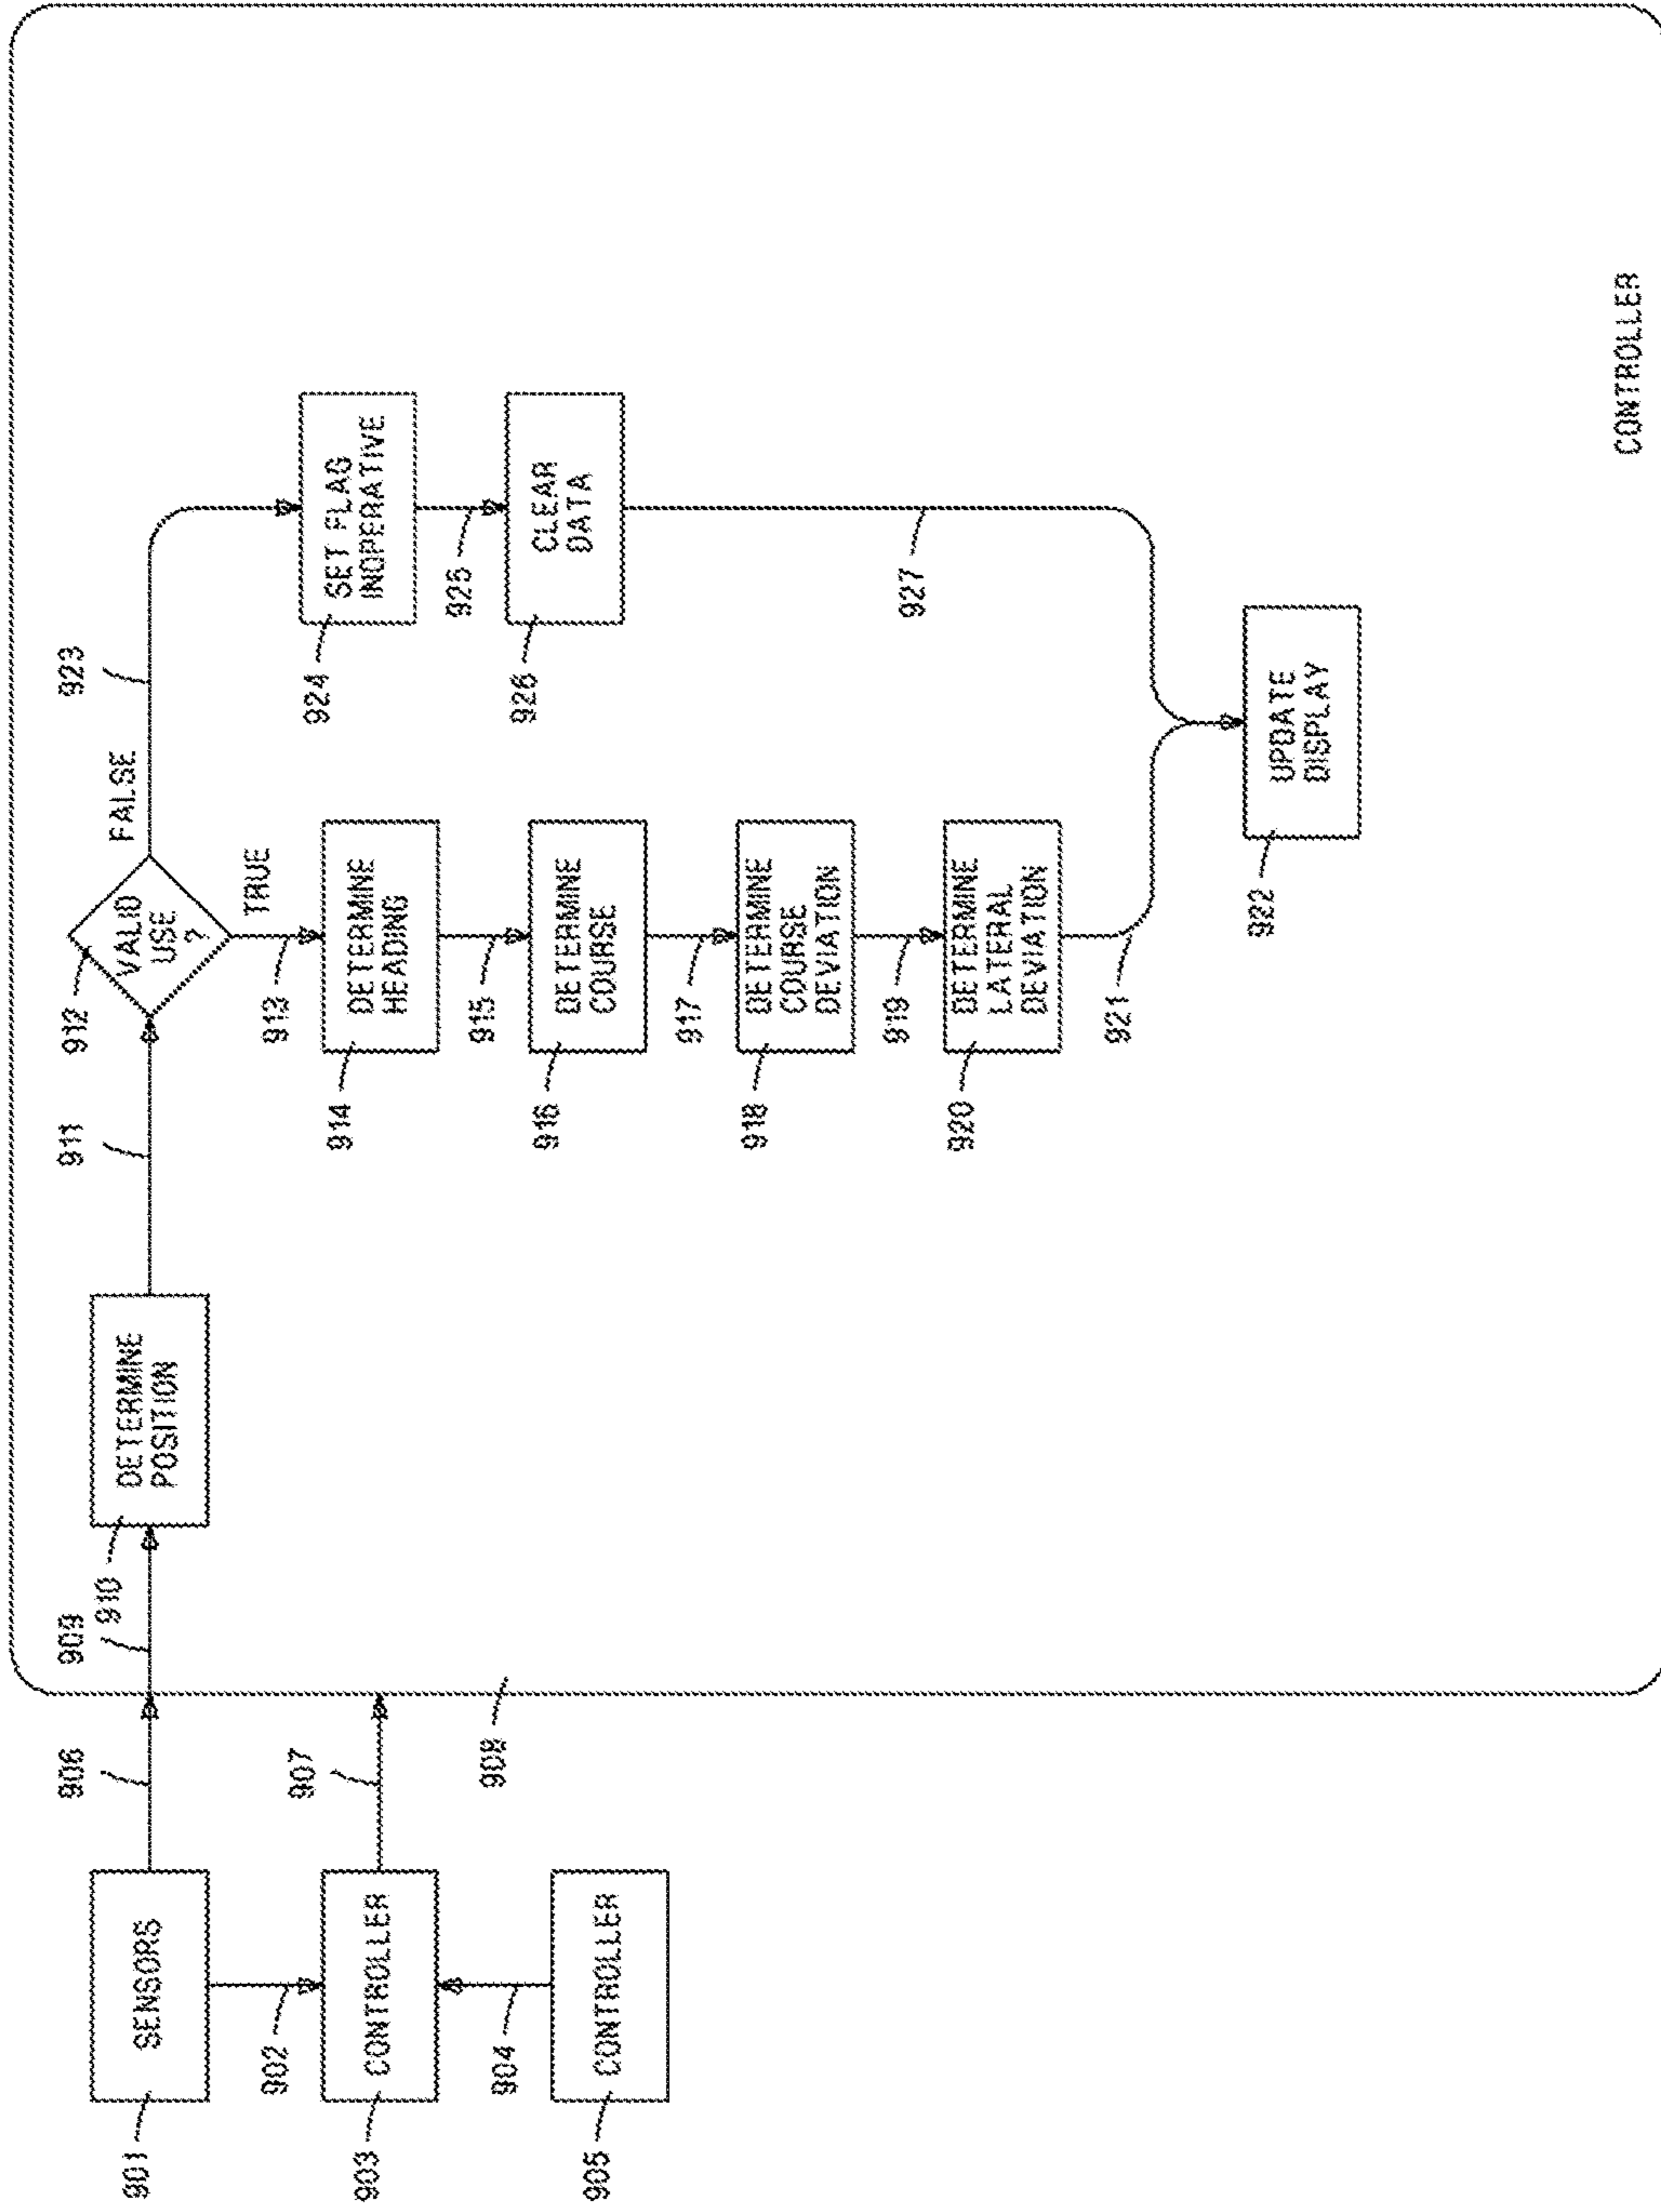 901
SENSORS
906
909
910
DETERMINE
POSITION
911
912
VALID
USE
?
FALSE
923
902
903
CONTROLLER
907
913
TRUE
914
DETERMINE
HEADING
924
SET FLAG
INOPERATIVE
904
905
CONTROLLER
908
915
916
DETERMINE
COURSE
925
926
CLEAR
DATA
917
918
DETERMINE
COURSE
DEVIATION
919
920
DETERMINE
LATERAL
DEVIATION
927
921
922
UPDATE
DISPLAY
CONTROLLER